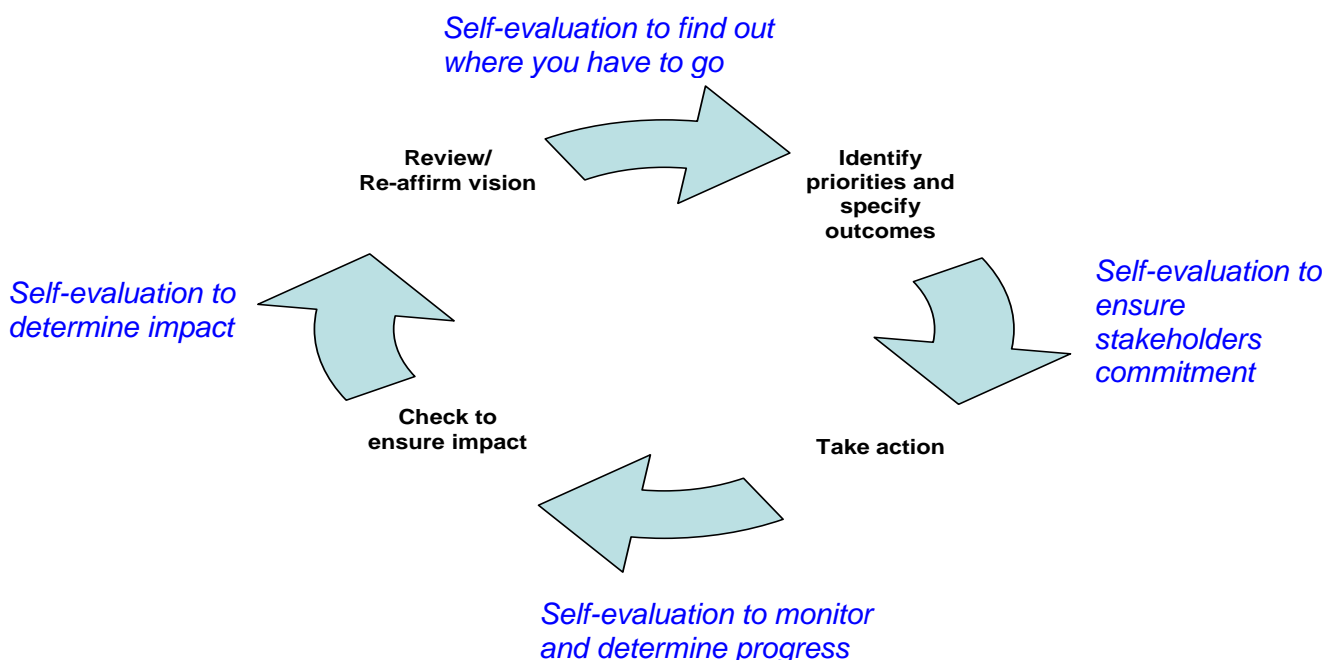 Self-evaluation to find out
where you have to go
Review/
Re-affirm vision
Identify
priorities and
specify
outcomes
Self-evaluation to
ensure
stakeholders
commitment
Self-evaluation to
determine impact
Check to
ensure impact
Take action
Self-evaluation to monitor
and determine progress